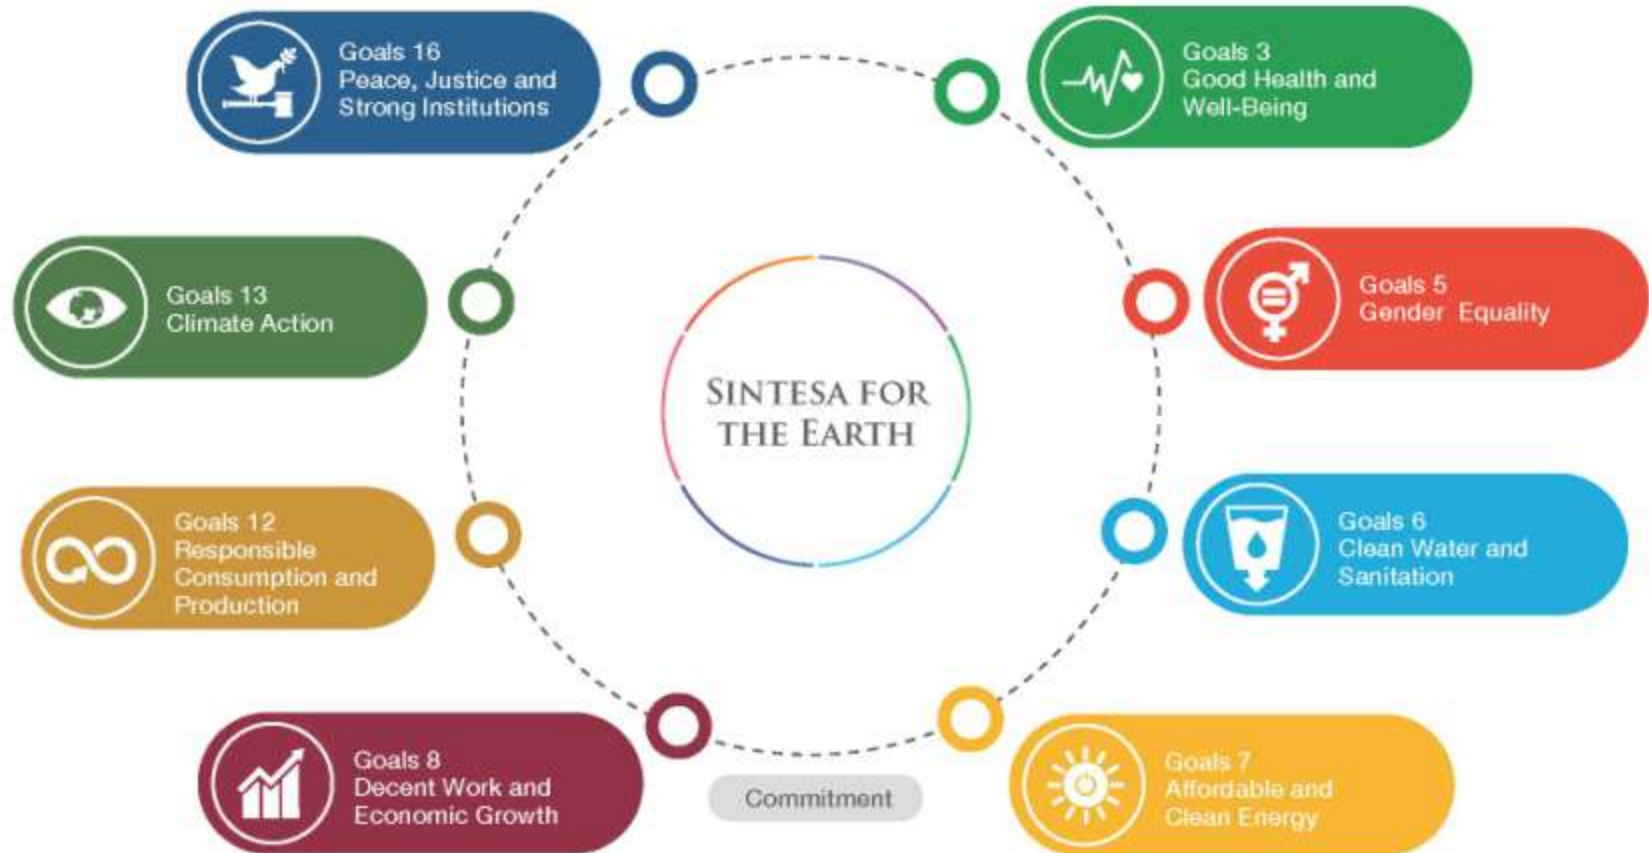 Goals 16
Peace, Justice and
Strong Institutions
Goals 3
Good Health and
Well-Being
Goals 13
Climate Action
Goals 5
Gender Equality
SINTESA FOR
THE EARTH
Goals 12
Responsible
Consumption and
Production
Goals 6
Clean Water and
Sanitation
Goals 8
Decent Work and
Economic Growth
Commitment
Goals 7
Affordable and
Clean Energy